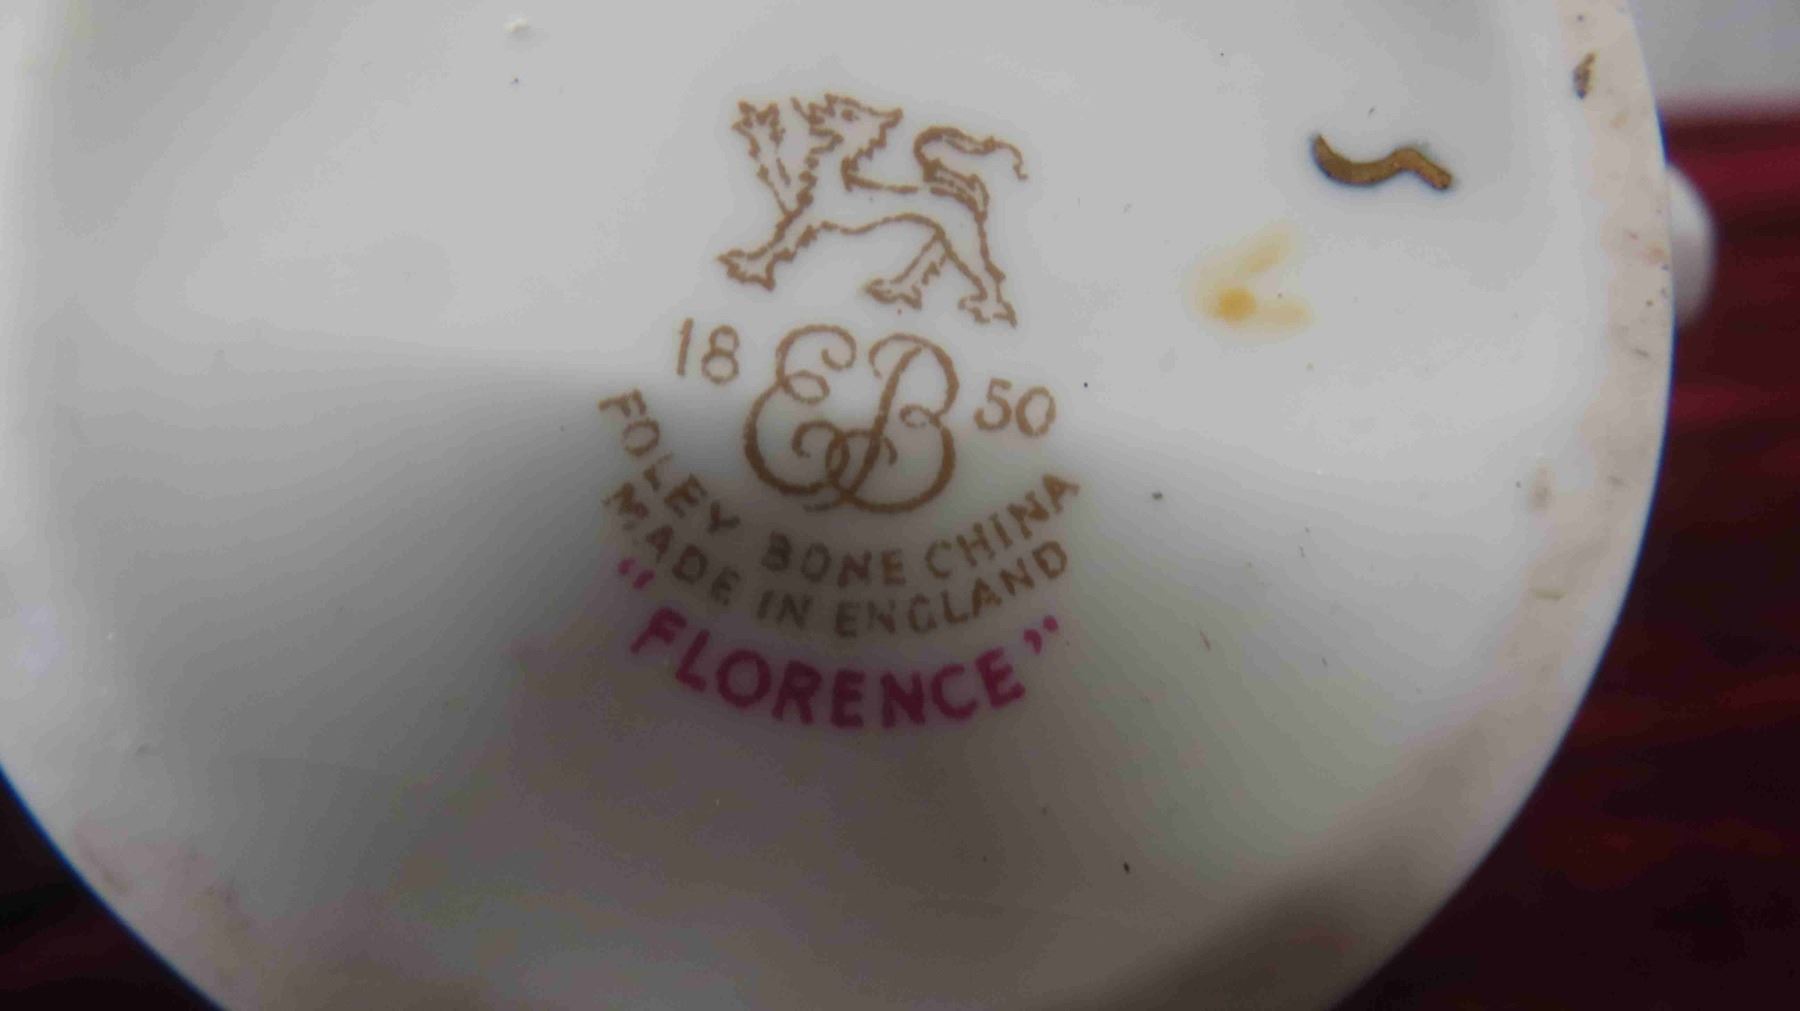 18 EB 50
FOLEY BONE CHINA
MADE IN ENGLAND
"FLORENCE"